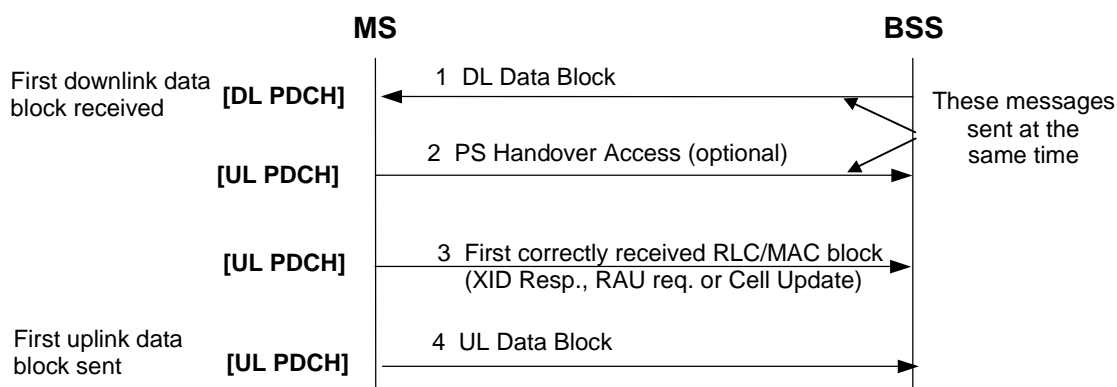 MS
BSS
First downlink data
block received
[DL PDCH]
1 DL Data Block
These messages
sent at the
same time
2 PS Handover Access (optional)
[UL PDCH]
3 First correctly received RLC/MAC block
(XID Resp., RAU req. or Cell Update)
[UL PDCH]
First uplink data
block sent
[UL PDCH]
4 UL Data Block